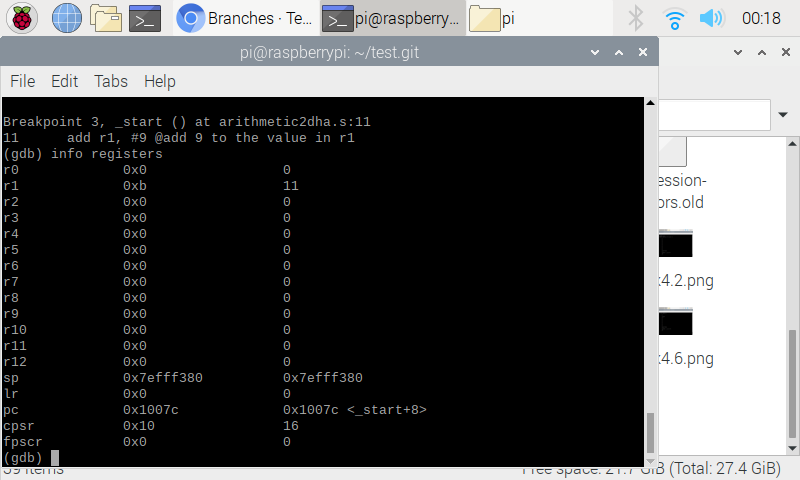 Branches · Te...
pi@raspberry...
pi
00:18
pi@raspberrypi: ~/test.git
File Edit Tabs Help
Breakpoint 3, _start () at arithmetic2dha.s:11
11 add r1, #9 @add 9 to the value in r1
(gdb) info registers
r0 0x0 0
r1 0xb 11
r2 0x0 0
r3 0x0 0
r4 0x0 0
r5 0x0 0
r6 0x0 0
r7 0x0 0
r8 0x0 0
r9 0x0 0
r10 0x0 0
r11 0x0 0
r12 0x0 0
sp 0x7efff380 0x7efff380
lr 0x0 0
pc 0x1007c 0x1007c <_start+8>
cpsr 0x10 16
fpscr 0x0 0
(gdb)
ession-
ors.old
4.2.png
4.6.png
items
Free space: 21.7 GiB (Total: 27.4 GiB)